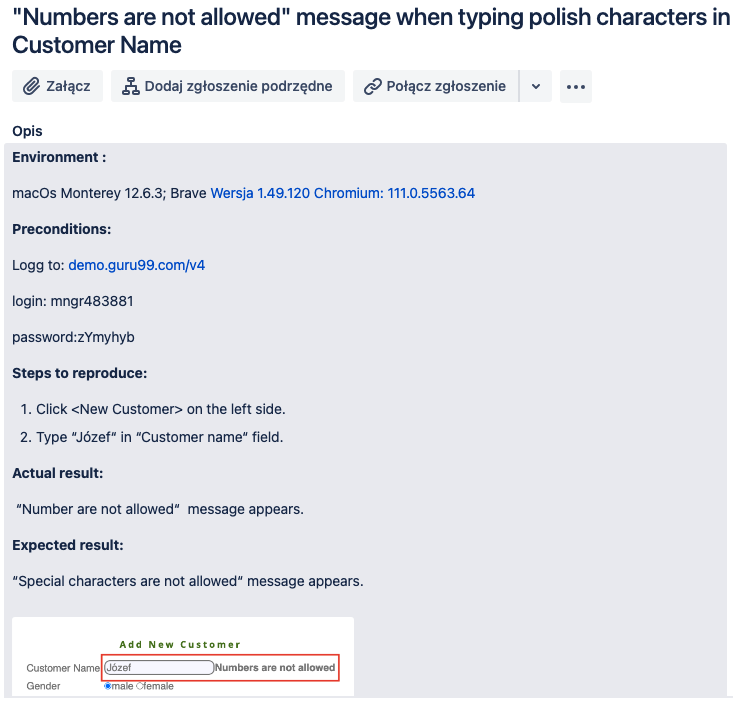 "Numbers are not allowed" message when typing polish characters in
Customer Name
Załącz
Dodaj zgłoszenie podrzędne
Połącz zgłoszenie
Opis
Environment :
macOs Monterey 12.6.3; Brave Wersja 1.49.120 Chromium: 111.0.5563.64
Preconditions:
Logg to: demo.guru99.com/v4
login: mngr483881
password:zYmyhyb
Steps to reproduce:
1. Click <New Customer> on the left side.
2. Type “Józef“ in “Customer name“ field.
Actual result:
“Number are not allowed“ message appears.
Expected result:
“Special characters are not allowed“ message appears.
Add New Customer
Customer Name Józef Numbers are not allowed
Gender male female